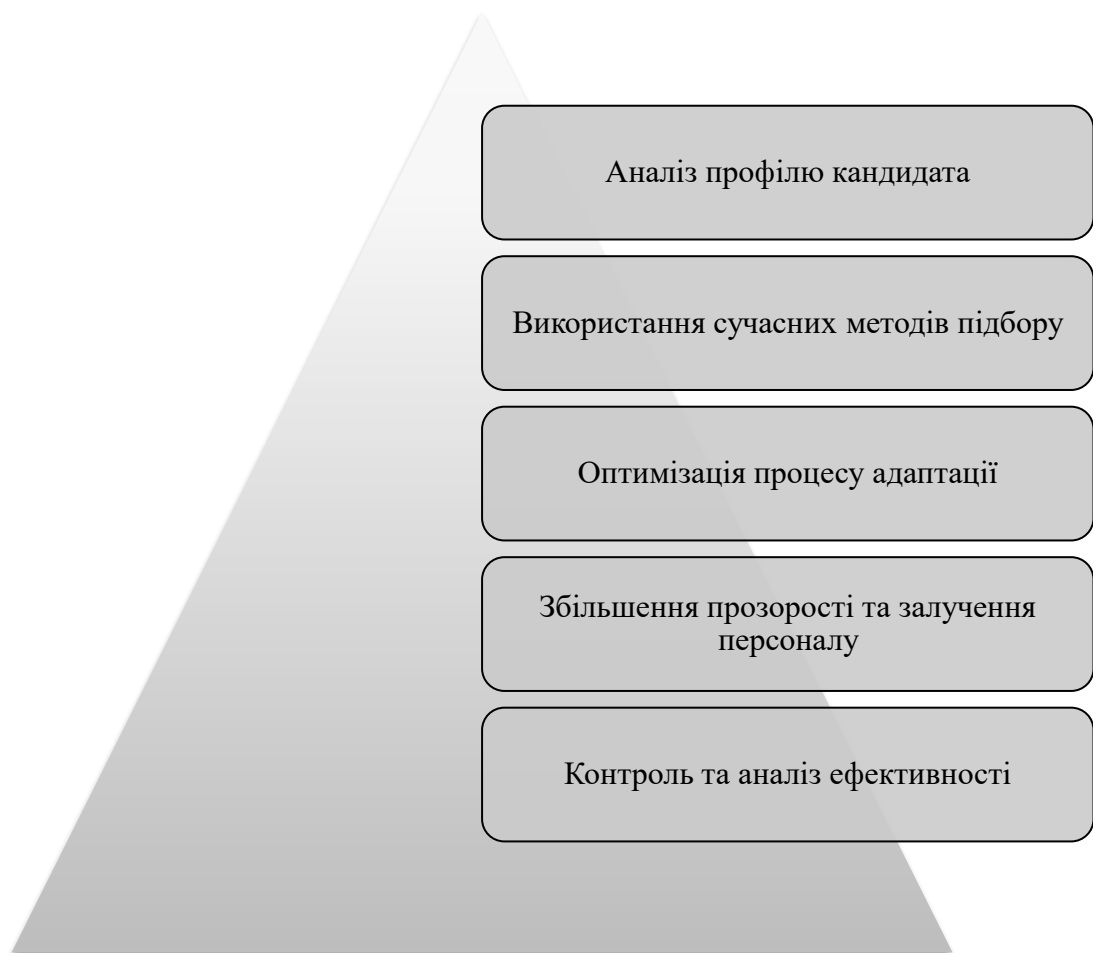 Аналіз профілю кандидата
Використання сучасних методів підбору
Оптимізація процесу адаптації
Збільшення прозорості та залучення
персоналу
Контроль та аналіз ефективності